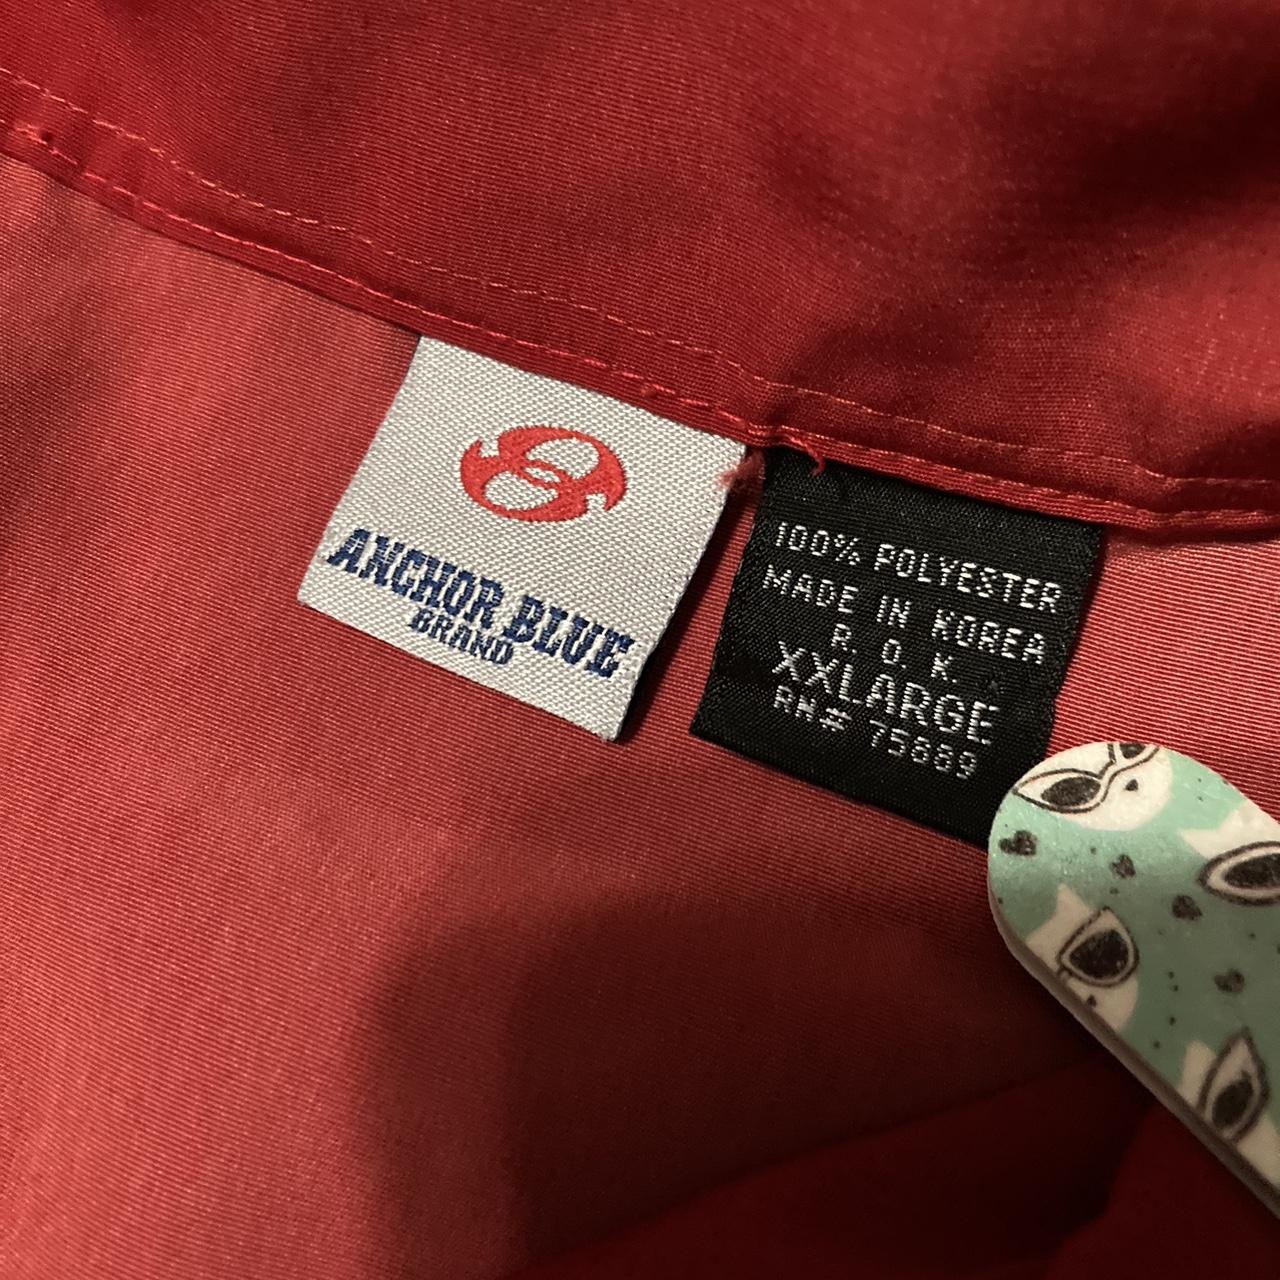 ANCHOR BLUE
BRAND
100% POLYESTER
MADE IN KOREA
R. O. K.
XXLARGE
RN# 75889